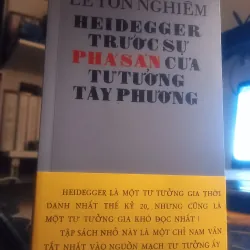 LÊ TÔN NGHIÊM
HEIDEGGER
TRƯỚC SỰ
PHÁ SẢN CỦA
TƯ TƯỞNG
TÂY PHƯƠNG
HEIDEGGER LÀ MỘT TƯ TƯỞNG GIA THỜI
DANH NHẤT THẾ KỶ 20, NHƯNG CŨNG LÀ
MỘT TƯ TƯỞNG GIA KHÓ ĐỌC NHẤT !
TẬP SÁCH NHỎ NÀY LÀ MỘT CHỈ NAM VẮN
TẮT NHẤT VÀO NGUỒN MẠCH TƯ TƯỞNG ẤY